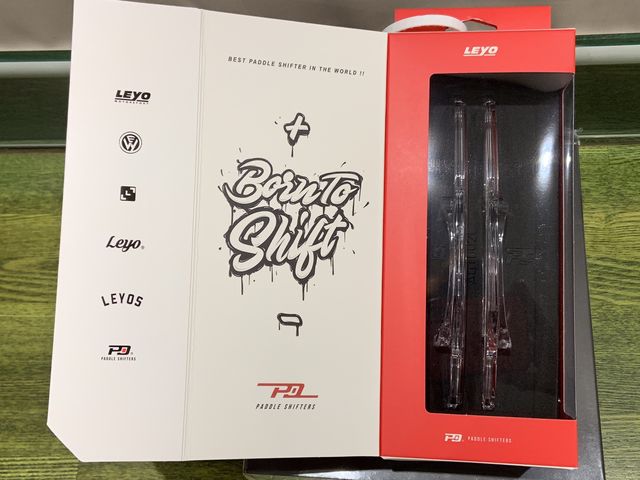 LEYO
MOTORSPORT
Leyo®
LEYOS
PD
PADDLE SHIFTERS
BEST PADDLE SHIFTER IN THE WORLD !!
+
Born To
Shift
-
PD
PADDLE SHIFTERS
LEYO
PD PADDLE SHIFTERS